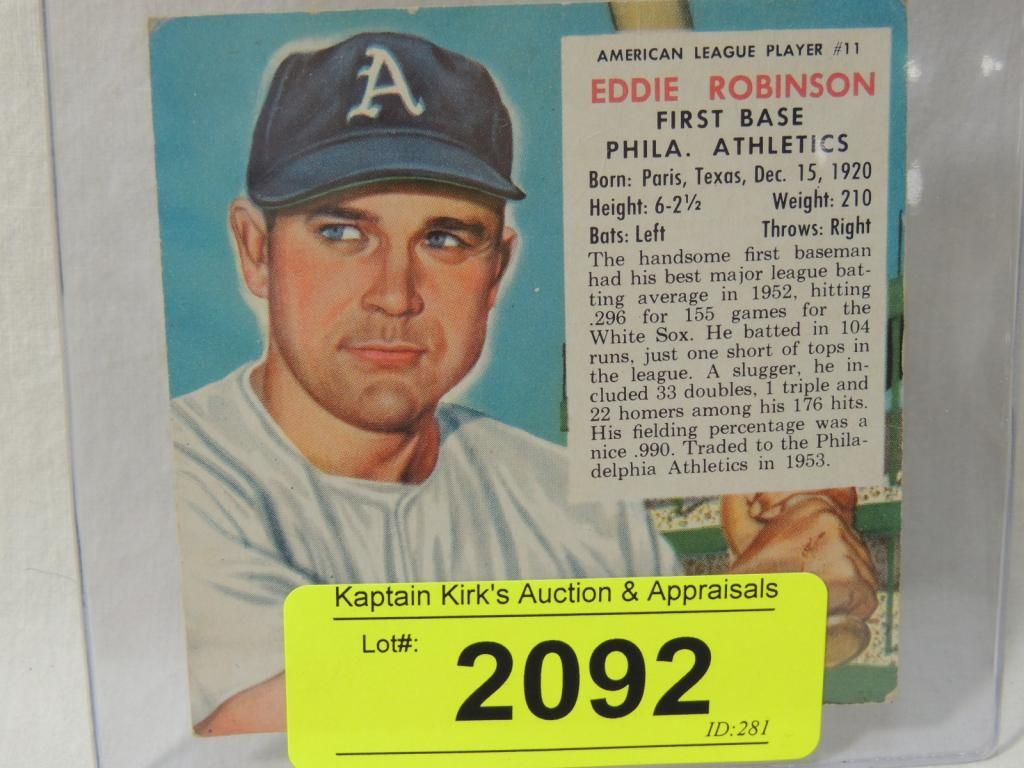 A
AMERICAN LEAGUE PLAYER #11
EDDIE ROBINSON
FIRST BASE
PHILA. ATHLETICS
Born: Paris, Texas, Dec. 15, 1920
Height: 6-2½ Weight: 210
Bats: Left Throws: Right
The handsome first baseman
had his best major league bat-
ting average in 1952, hitting
.296 for 155 games for the
White Sox. He batted in 104
runs, just one short of tops in
the league. A slugger, he in-
cluded 33 doubles, 1 triple and
22 homers among his 176 hits.
His fielding percentage was a
nice .990. Traded to the Phila-
delphia Athletics in 1953.
Kaptain Kirk's Auction & Appraisals
Lot#:
2092
ID:281